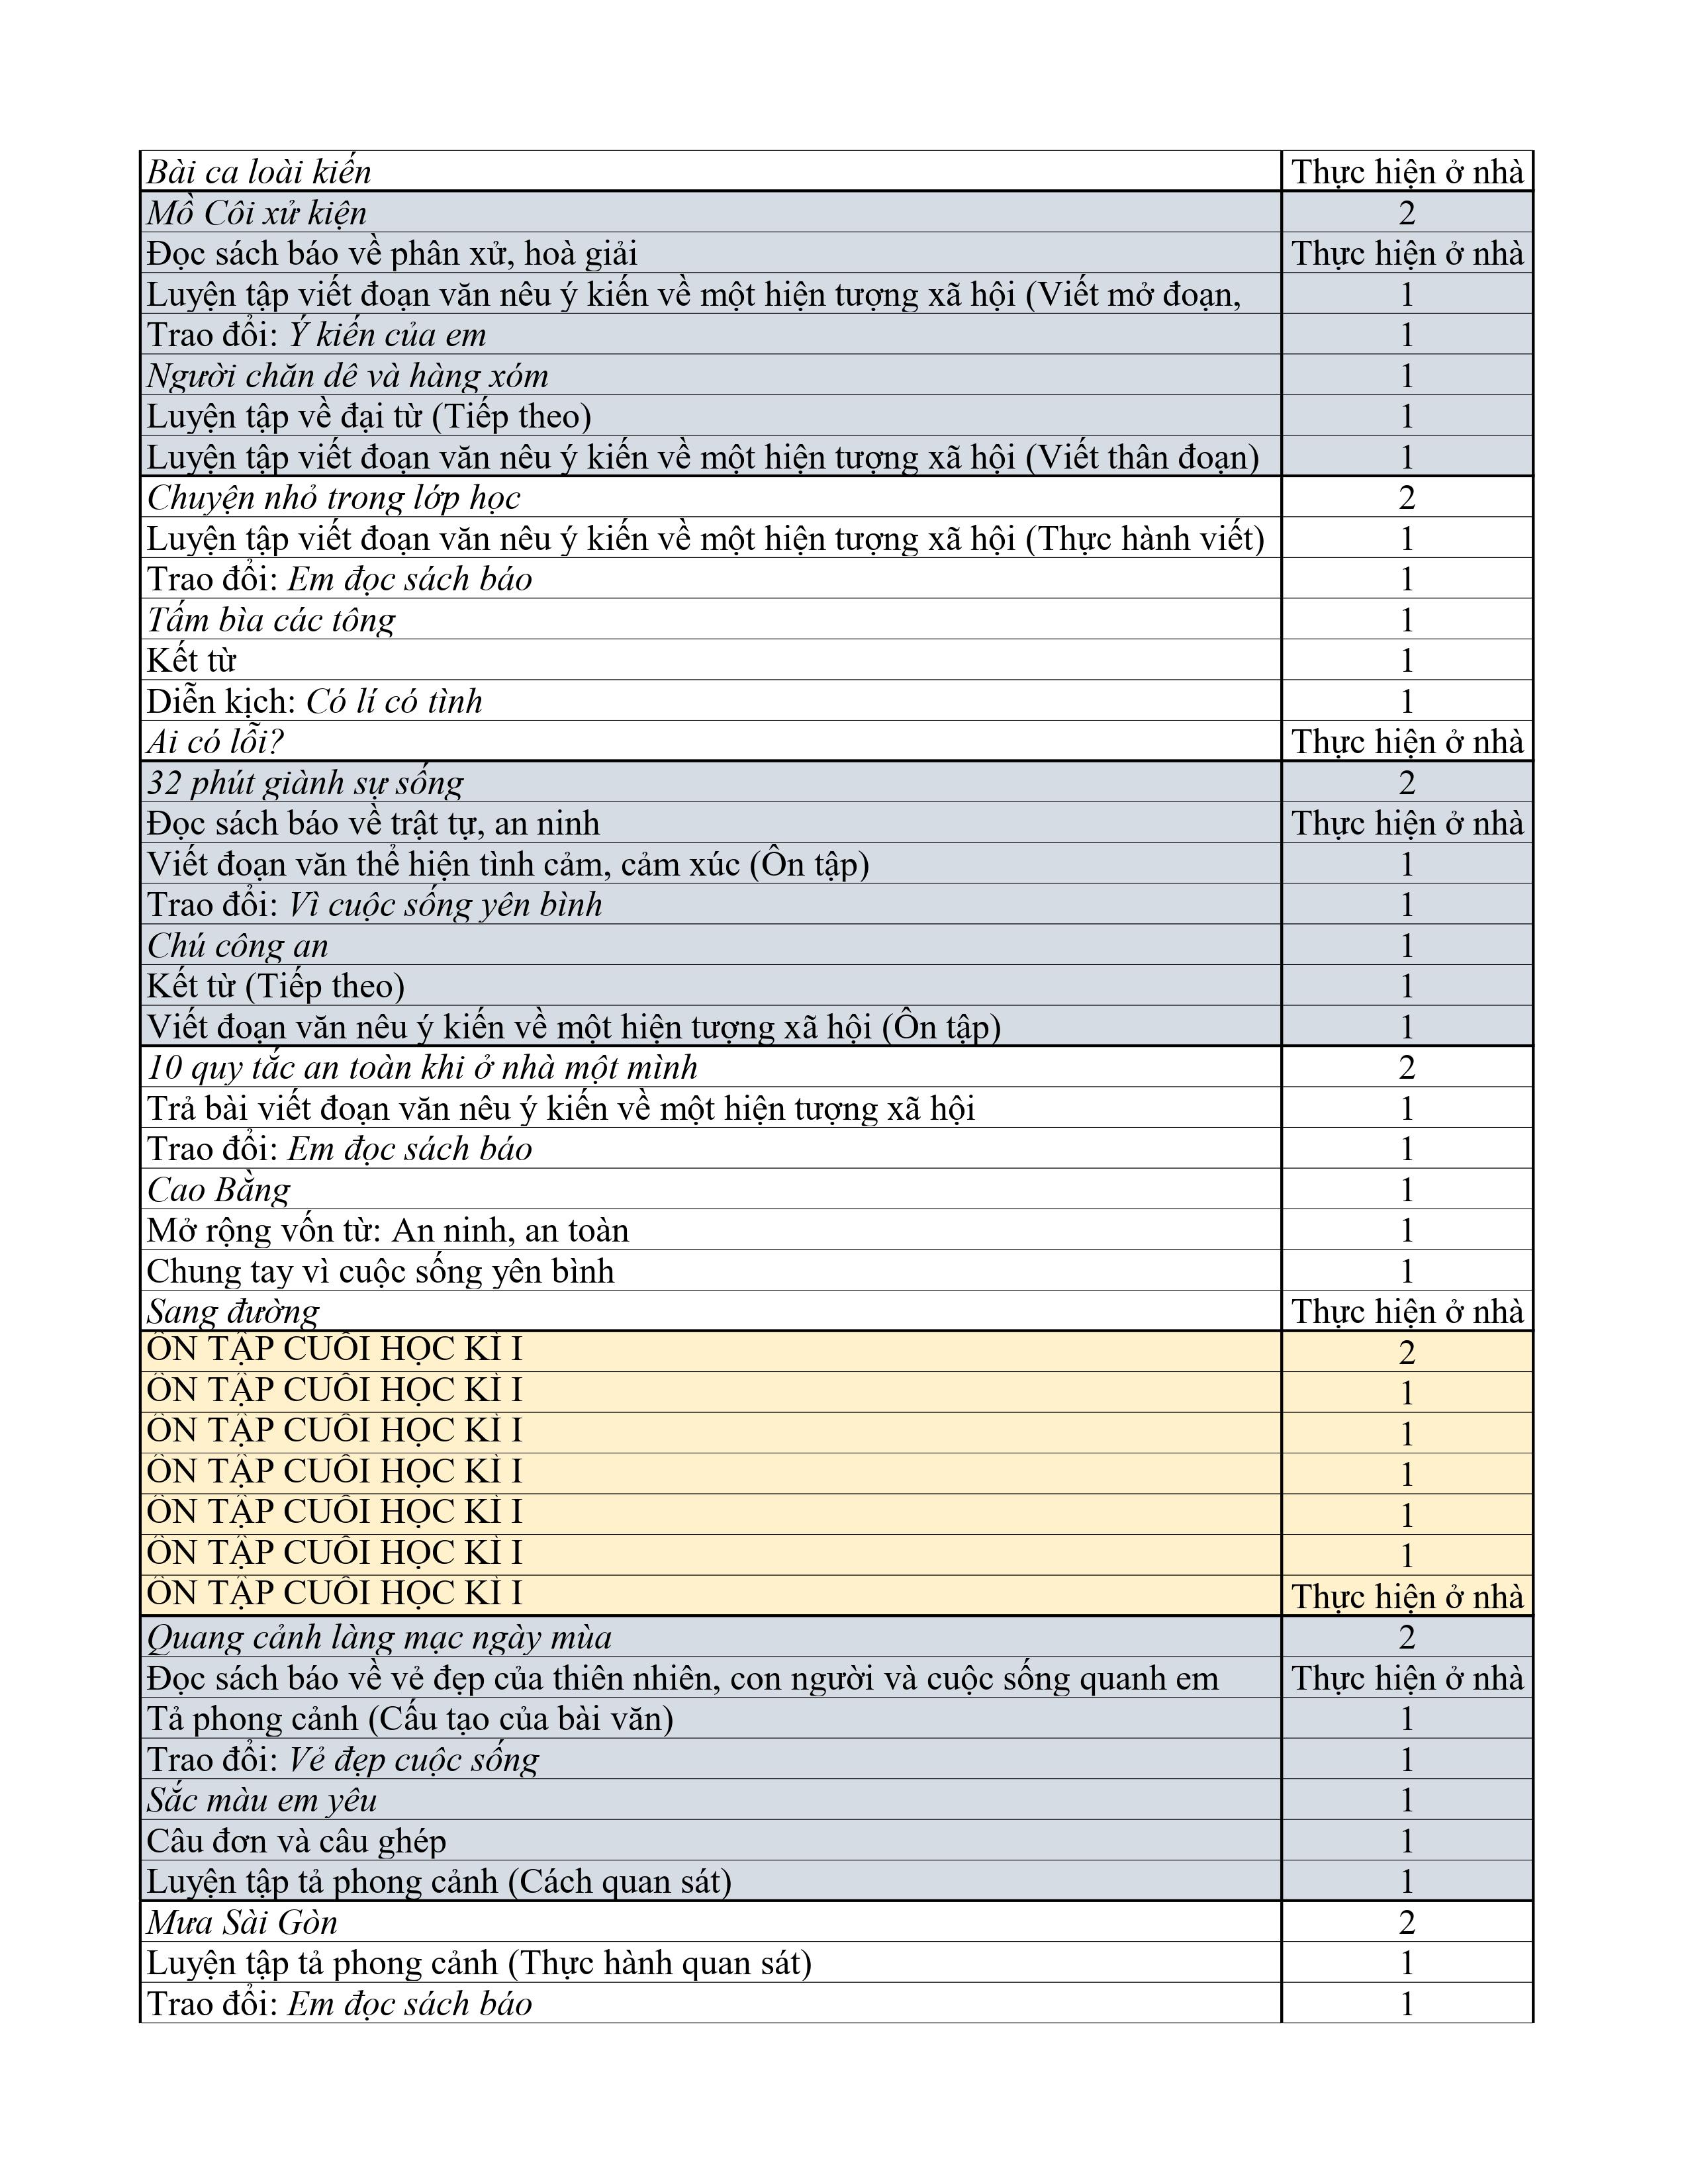 Bài ca loài kiến Thực hiện ở nhà
Mồ Côi xử kiện 2
Đọc sách báo về phân xử, hoà giải Thực hiện ở nhà
Luyện tập viết đoạn văn nêu ý kiến về một hiện tượng xã hội (Viết mở đoạn, 1
Trao đổi: Ý kiến của em 1
Người chăn dê và hàng xóm 1
Luyện tập về đại từ (Tiếp theo) 1
Luyện tập viết đoạn văn nêu ý kiến về một hiện tượng xã hội (Viết thân đoạn) 1
Chuyện nhỏ trong lớp học 2
Luyện tập viết đoạn văn nêu ý kiến về một hiện tượng xã hội (Thực hành viết) 1
Trao đổi: Em đọc sách báo 1
Tấm bìa các tông 1
Kết từ 1
Diễn kịch: Có lí có tình 1
Ai có lỗi? Thực hiện ở nhà
32 phút giành sự sống 2
Đọc sách báo về trật tự, an ninh Thực hiện ở nhà
Viết đoạn văn thể hiện tình cảm, cảm xúc (Ôn tập) 1
Trao đổi: Vì cuộc sống yên bình 1
Chú công an 1
Kết từ (Tiếp theo) 1
Viết đoạn văn nêu ý kiến về một hiện tượng xã hội (Ôn tập) 1
10 quy tắc an toàn khi ở nhà một mình 2
Trả bài viết đoạn văn nêu ý kiến về một hiện tượng xã hội 1
Trao đổi: Em đọc sách báo 1
Cao Bằng 1
Mở rộng vốn từ: An ninh, an toàn 1
Chung tay vì cuộc sống yên bình 1
Sang đường Thực hiện ở nhà
ÔN TẬP CUỐI HỌC KÌ I 2
ÔN TẬP CUỐI HỌC KÌ I 1
ÔN TẬP CUỐI HỌC KÌ I 1
ÔN TẬP CUỐI HỌC KÌ I 1
ÔN TẬP CUỐI HỌC KÌ I 1
ÔN TẬP CUỐI HỌC KÌ I 1
ÔN TẬP CUỐI HỌC KÌ I Thực hiện ở nhà
Quang cảnh làng mạc ngày mùa 2
Đọc sách báo về vẻ đẹp của thiên nhiên, con người và cuộc sống quanh em Thực hiện ở nhà
Tả phong cảnh (Cấu tạo của bài văn) 1
Trao đổi: Vẻ đẹp cuộc sống 1
Sắc màu em yêu 1
Câu đơn và câu ghép 1
Luyện tập tả phong cảnh (Cách quan sát) 1
Mưa Sài Gòn 2
Luyện tập tả phong cảnh (Thực hành quan sát) 1
Trao đổi: Em đọc sách báo 1